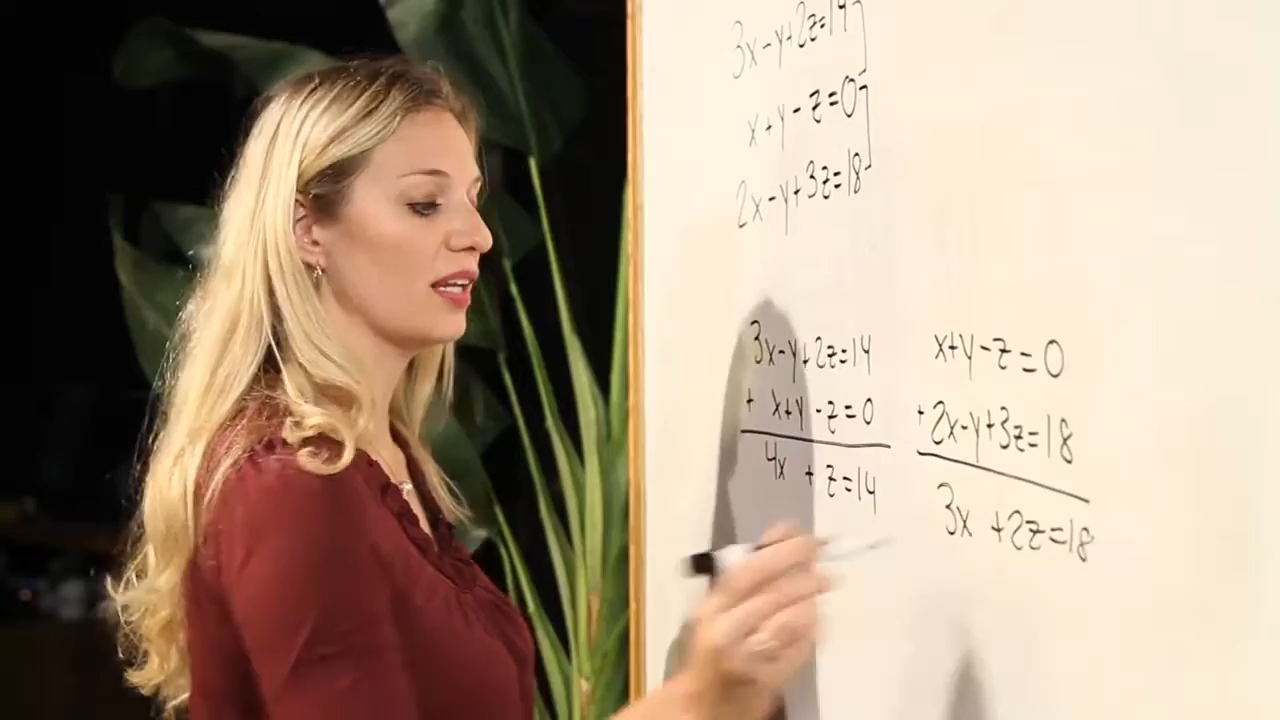 3x-y+2z=14
x+y-z=0
2x-y+3z=18
3x-y+2z=14
+ x+y-z=0
4x +z=14
x+y-z=0
+2x-y+3z=18
3x +2z=18